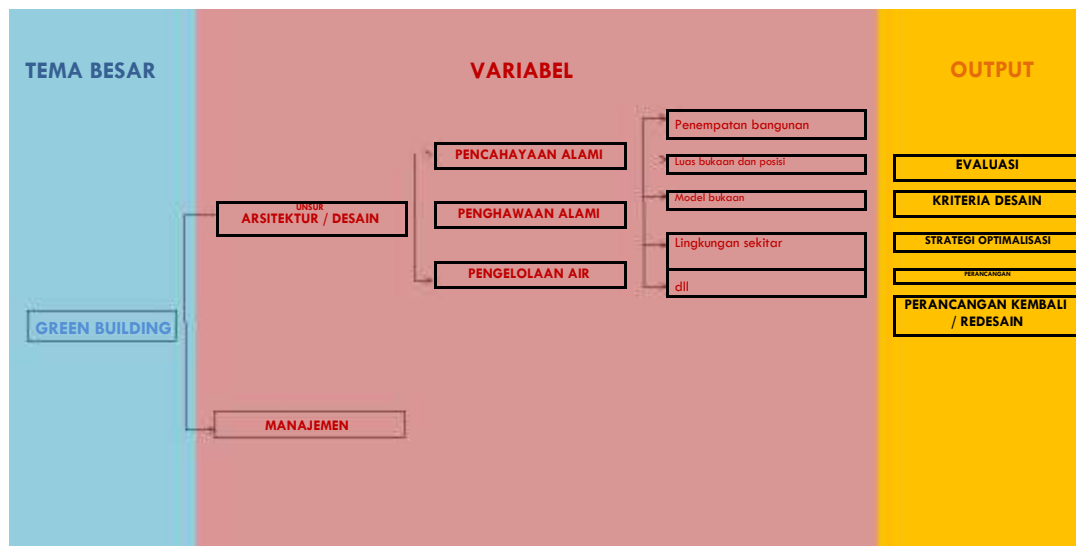 TEMA BESAR
VARIABEL
OUTPUT
GREEN BUILDING
UNSUR
ARSITEKTUR / DESAIN
MANAJEMEN
PENCAHAYAAN ALAMI
PENGHAWAAN ALAMI
PENGELOLAAN AIR
Penempatan bangunan
Luas bukaan dan posisi
Model bukaan
Lingkungan sekitar
dll
EVALUASI
KRITERIA DESAIN
STRATEGI OPTIMALISASI
PERANCANGAN
PERANCANGAN KEMBALI
/ REDESAIN